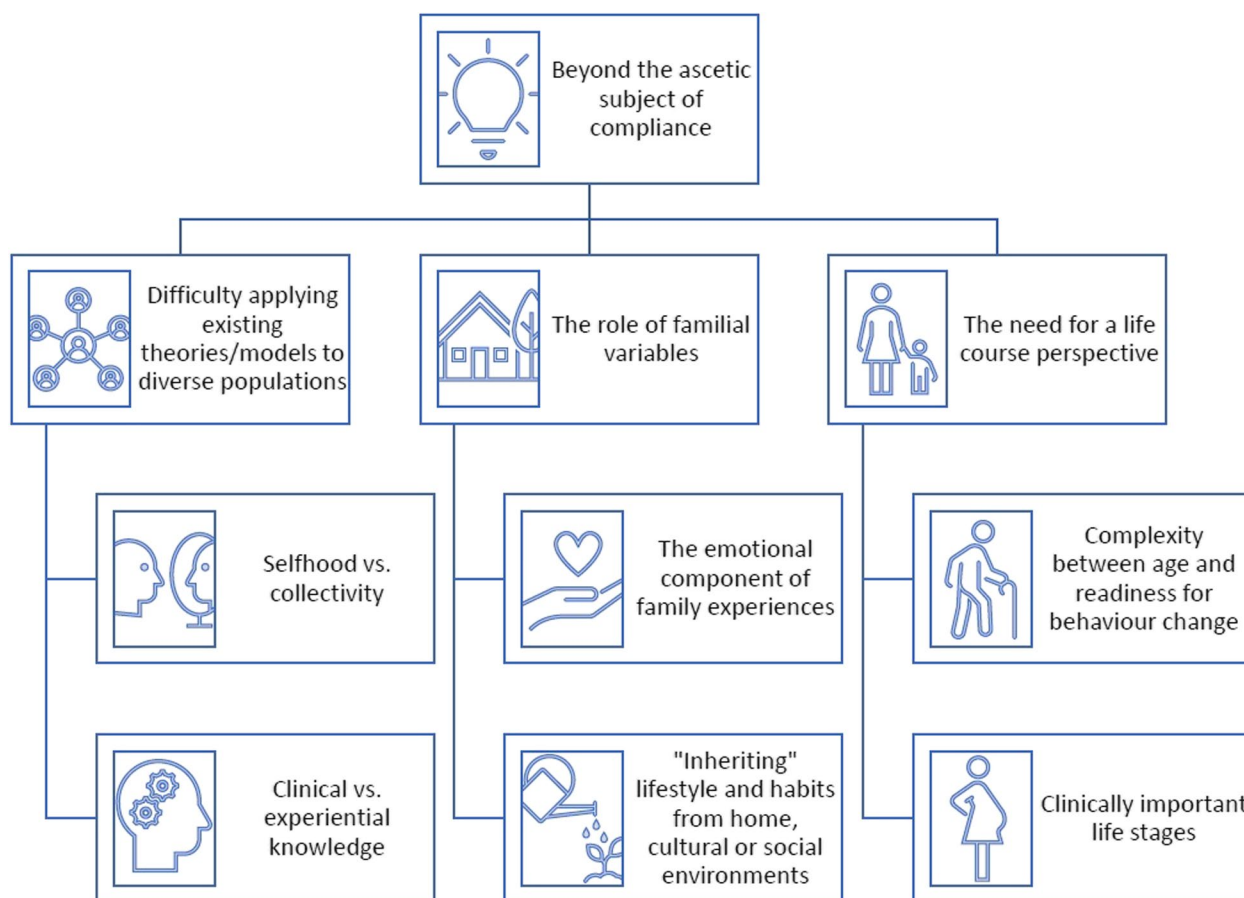 Beyond the ascetic
subject of
compliance
Difficulty applying
existing
theories/models to
diverse populations
The role of familial
variables
The need for a life
course perspective
Selfhood vs.
collectivity
The emotional
component of
family experiences
Complexity
between age and
readiness for
behaviour change
Clinical vs.
experiential
knowledge
"Inheriting"
lifestyle and habits
from home,
cultural or social
environments
Clinically important
life stages